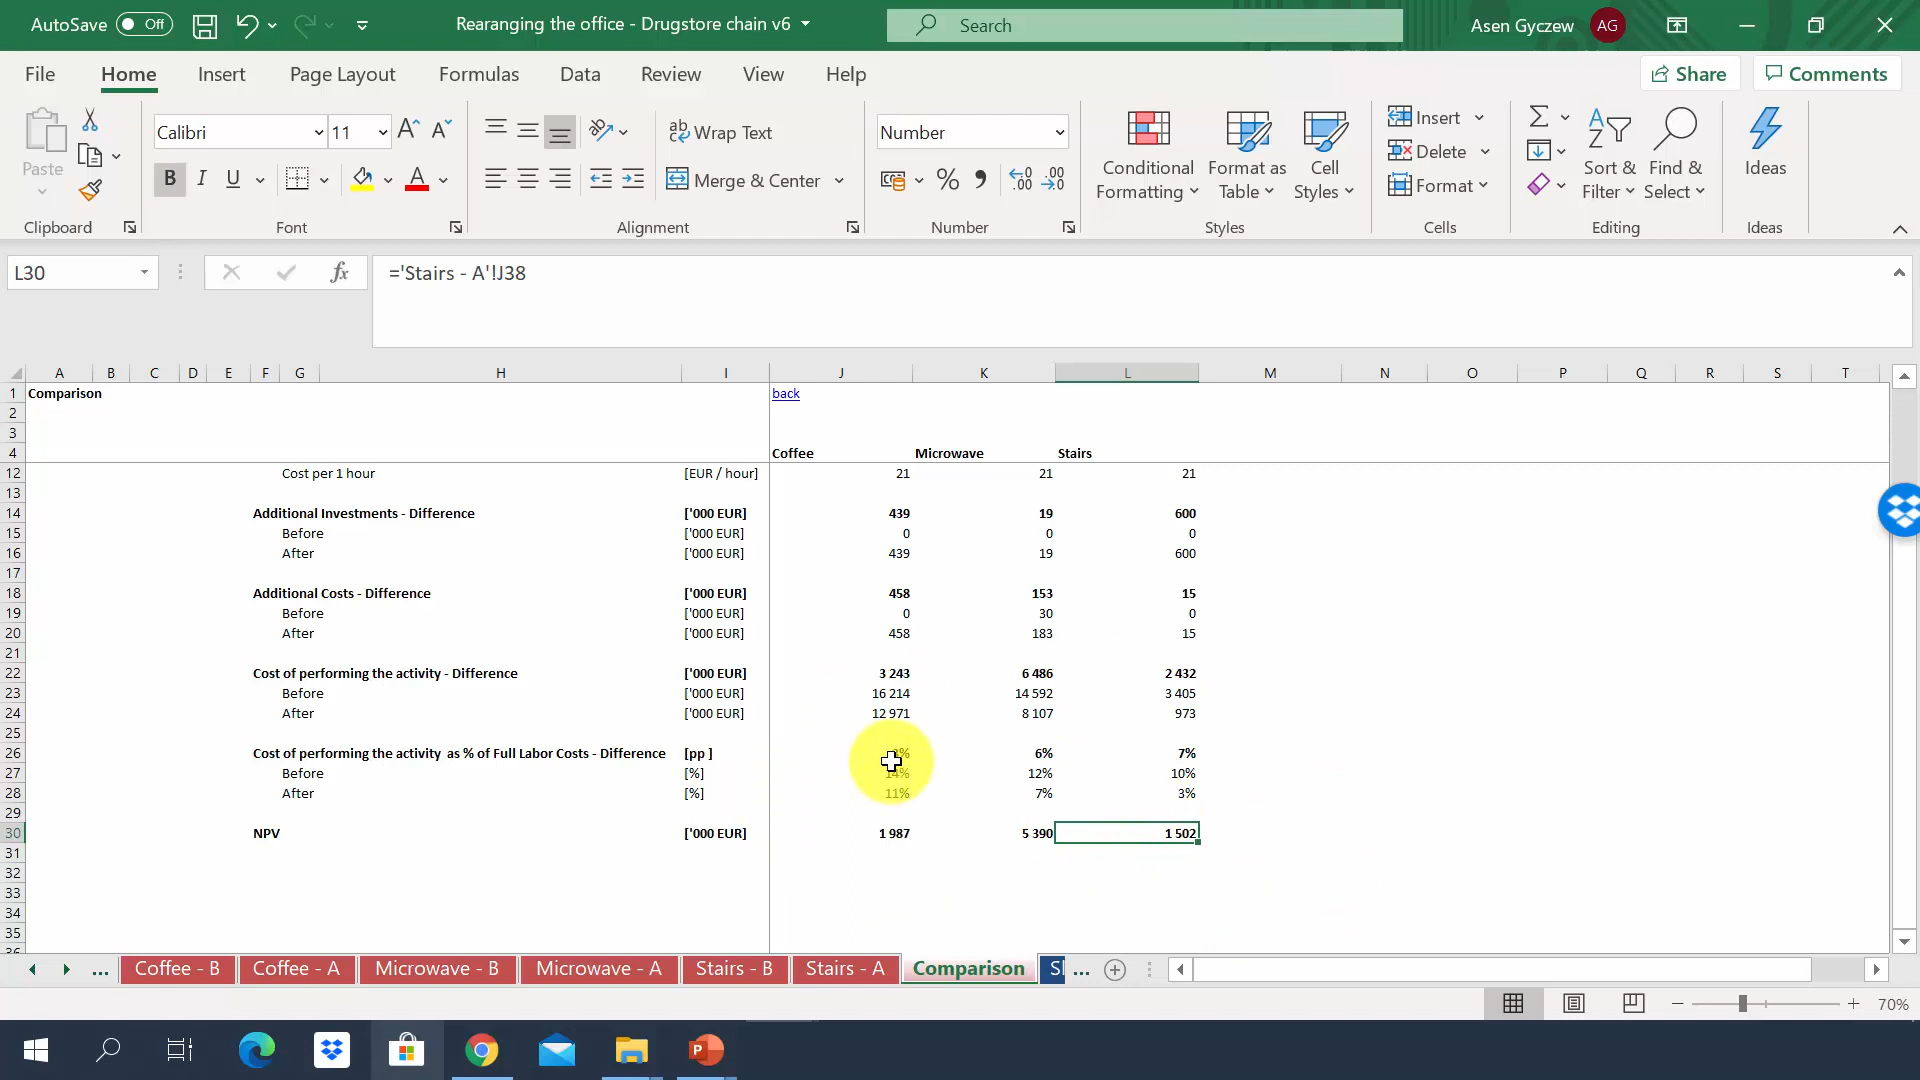 AutoSave Off Rearanging the office - Drugstore chain v6 Search Asen Gyczew AG
File Home Insert Page Layout Formulas Data Review View Help Share Comments
Paste Calibri 11 Wrap Text Number Conditional Formatting Format as Table Cell Styles Insert Sort & Filter Find & Select Ideas
B I U Merge & Center Delete
Format
Clipboard Font Alignment Number Styles Cells Editing Ideas
L30 fx ='Stairs - A'!J38
A B C D E F G H I J K L M N O P Q R S T
1 Comparison back
2
3
4 Coffee Microwave Stairs
12 Cost per 1 hour [EUR / hour] 21 21 21
13
14 Additional Investments - Difference ['000 EUR] 439 19 600
15 Before ['000 EUR] 0 0 0
16 After ['000 EUR] 439 19 600
17
18 Additional Costs - Difference ['000 EUR] 458 153 15
19 Before ['000 EUR] 0 30 0
20 After ['000 EUR] 458 183 15
21
22 Cost of performing the activity - Difference ['000 EUR] 3 243 6 486 2 432
23 Before ['000 EUR] 16 214 14 592 3 405
24 After ['000 EUR] 12 971 8 107 973
25
26 Cost of performing the activity as % of Full Labor Costs - Difference [pp ] 6% 7%
27 Before [%] 14% 12% 10%
28 After [%] 11% 7% 3%
29
30 NPV ['000 EUR] 1 987 5 390 1 502
31
32
33
34
35
36
... Coffee - B Coffee - A Microwave - B Microwave - A Stairs - B Stairs - A Comparison ...
70%